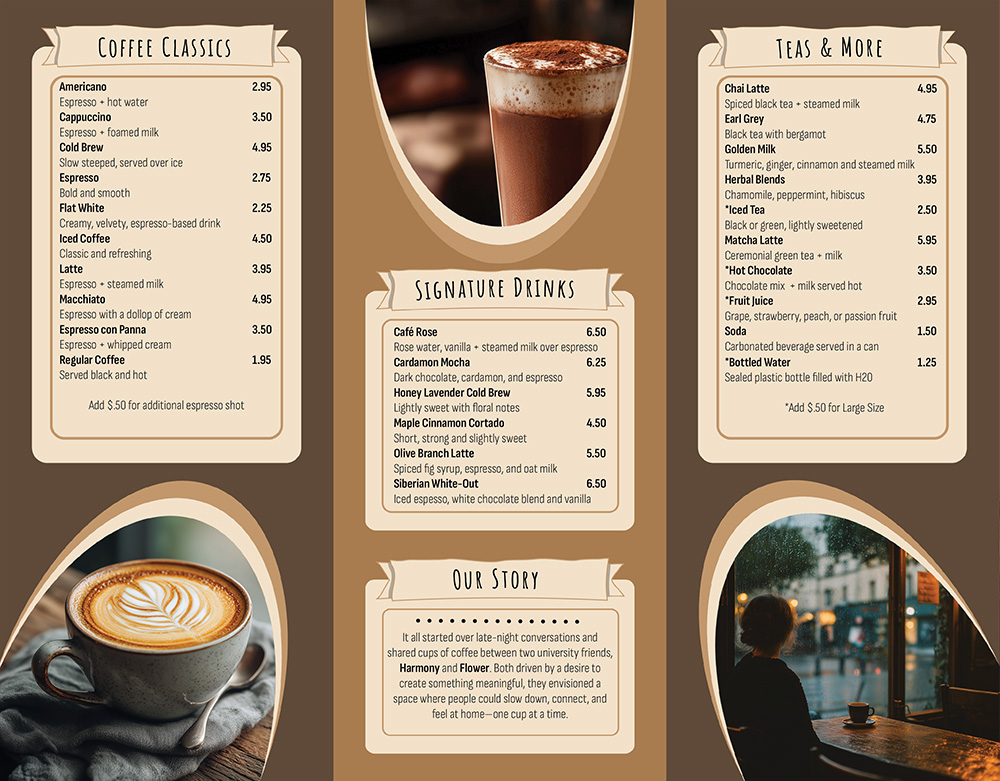 Coffee Classics
Americano 2.95
Espresso + hot water
Cappuccino 3.50
Espresso + foamed milk
Cold Brew 4.95
Slow steeped, served over ice
Espresso 2.75
Bold and smooth
Flat White 2.25
Creamy, velvety, espresso-based drink
Iced Coffee 4.50
Classic and refreshing
Latte 3.95
Espresso + steamed milk
Macchiato 4.95
Espresso with a dollop of cream
Espresso con Panna 3.50
Espresso + whipped cream
Regular Coffee 1.95
Served black and hot
Add $.50 for additional espresso shot
Signature Drinks
Café Rose 6.50
Rose water, vanilla + steamed milk over espresso
Cardamon Mocha 6.25
Dark chocolate, cardamon, and espresso
Honey Lavender Cold Brew 5.95
Lightly sweet with floral notes
Maple Cinnamon Cortado 4.50
Short, strong and slightly sweet
Olive Branch Latte 5.50
Spiced fig syrup, espresso, and oat milk
Siberian White-Out 6.50
Iced espesso, white chocolate blend and vanilla
Our Story
It all started over late-night conversations and
shared cups of coffee between two university friends,
Harmony and Flower. Both driven by a desire to
create something meaningful, they envisioned a
space where people could slow down, connect, and
feel at home—one cup at a time.
Teas & More
Chai Latte 4.95
Spiced black tea + steamed milk
Earl Grey 4.75
Black tea with bergamot
Golden Milk 5.50
Turmeric, ginger, cinnamon and steamed milk
Herbal Blends 3.95
Chamomile, peppermint, hibiscus
*Iced Tea 2.50
Black or green, lightly sweetened
Matcha Latte 5.95
Ceremonial green tea + milk
*Hot Chocolate 3.50
Chocolate mix + milk served hot
*Fruit Juice 2.95
Grape, strawberry, peach, or passion fruit
Soda 1.50
Carbonated beverage served in a can
*Bottled Water 1.25
Sealed plastic bottle filled with H20
*Add $.50 for Large Size